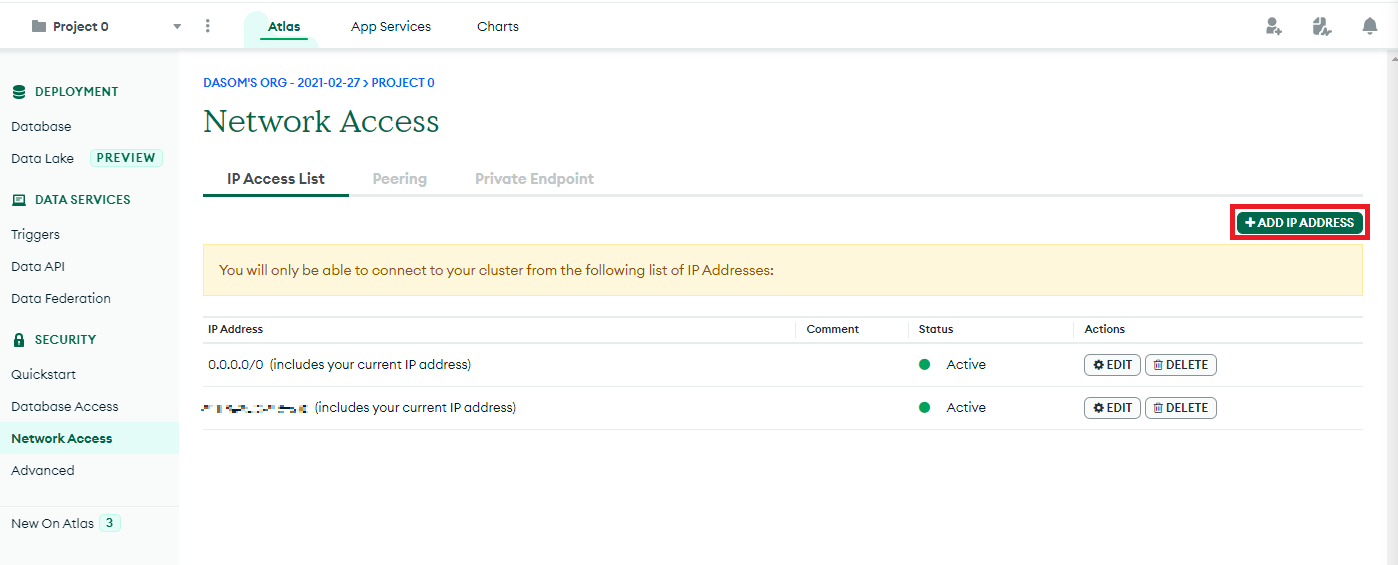 Project 0
Atlas
App Services
Charts
DEPLOYMENT
Database
Data Lake PREVIEW
DATA SERVICES
Triggers
Data API
Data Federation
SECURITY
Quickstart
Database Access
Network Access
Advanced
New On Atlas 3
DASOM'S ORG - 2021-02-27 > PROJECT 0
Network Access
IP Access List
Peering
Private Endpoint
+ ADD IP ADDRESS
You will only be able to connect to your cluster from the following list of IP Addresses:
IP Address Comment Status Actions
0.0.0.0/0 (includes your current IP address) Active EDIT DELETE
(includes your current IP address) Active EDIT DELETE